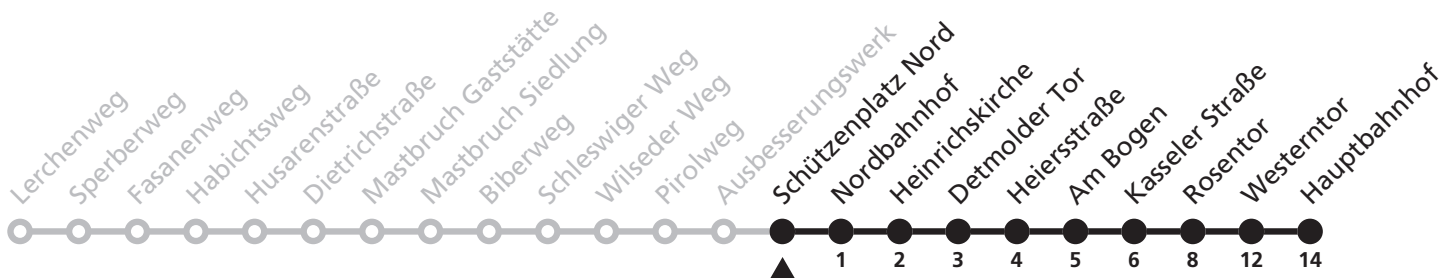 Lerchenweg
Sperberweg
Fasanenweg
Habichtsweg
Husarenstraße
Dietrichstraße
Mastbruch Gaststätte
Mastbruch Siedlung
Biberweg
Schleswiger Weg
Wilseder Weg
Pirolweg
Ausbesserungswerk
Schützenplatz Nord
Nordbahnhof
Heinrichskirche
Detmolder Tor
Heiersstraße
Am Bogen
Kasseler Straße
Rosentor
Westerntor
Hauptbahnhof
1 2 3 4 5 6 8 12 14